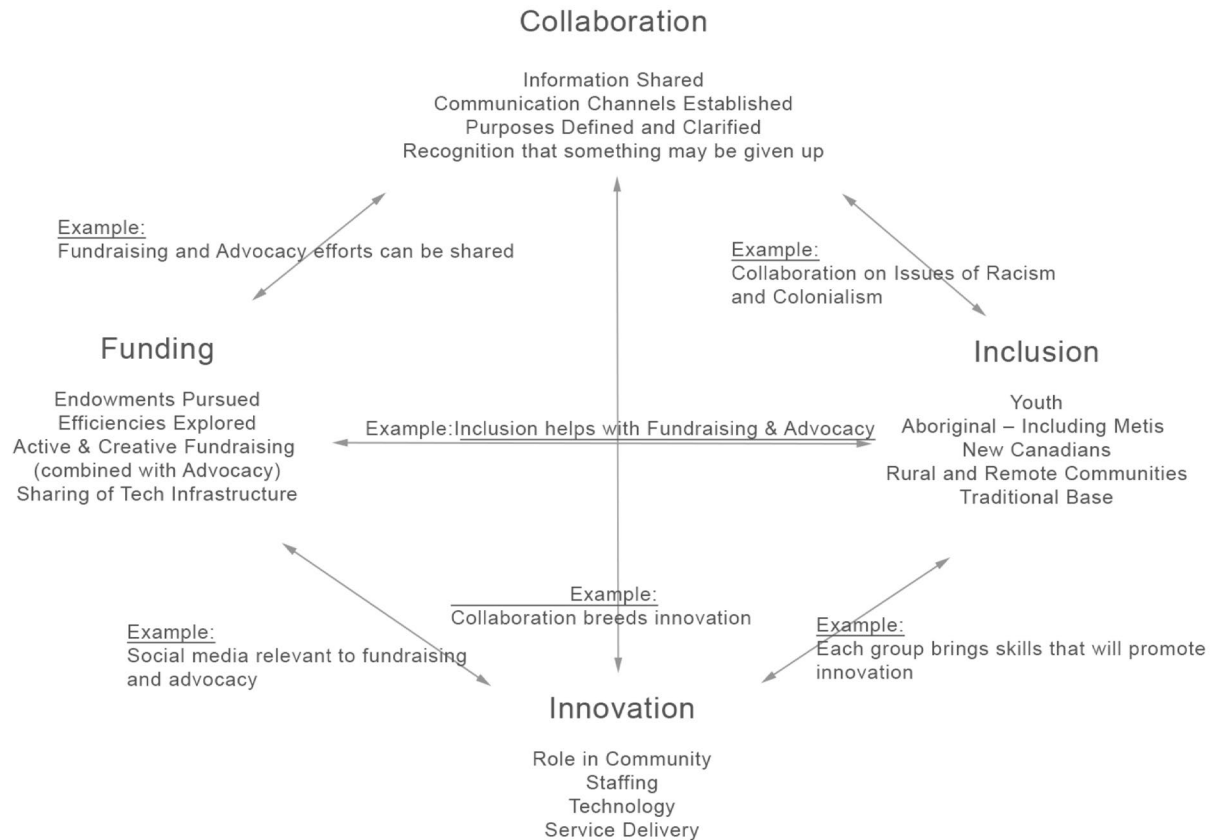 Collaboration
Information Shared
Communication Channels Established
Purposes Defined and Clarified
Recognition that something may be given up
Example:
Fundraising and Advocacy efforts can be shared
Example:
Collaboration on Issues of Racism
and Colonialism
Funding
Endowments Pursued
Efficiencies Explored
Active & Creative Fundraising
(combined with Advocacy)
Sharing of Tech Infrastructure
Example:Inclusion helps with Fundraising & Advocacy
Inclusion
Youth
Aboriginal – Including Metis
New Canadians
Rural and Remote Communities
Traditional Base
Example:
Social media relevant to fundraising
and advocacy
Example:
Collaboration breeds innovation
Example:
Each group brings skills that will promote
innovation
Innovation
Role in Community
Staffing
Technology
Service Delivery